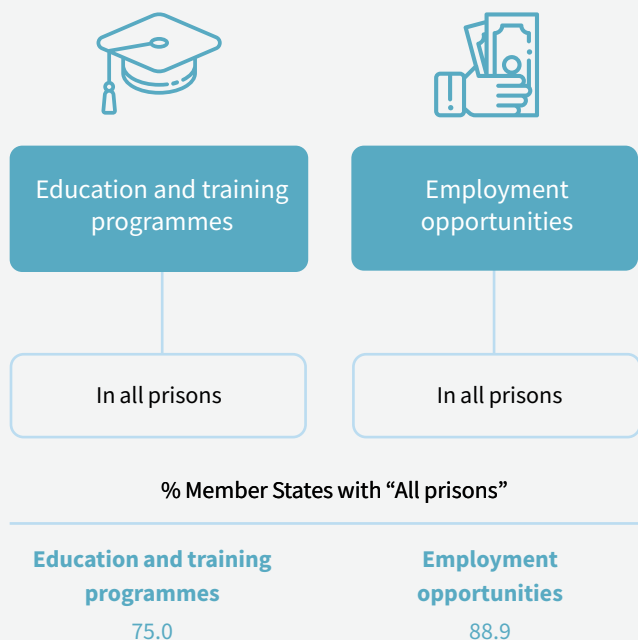 Education and training
programmes
Employment
opportunities
In all prisons
In all prisons
% Member States with “All prisons”
Education and training
programmes
Employment
opportunities
75.0
88.9